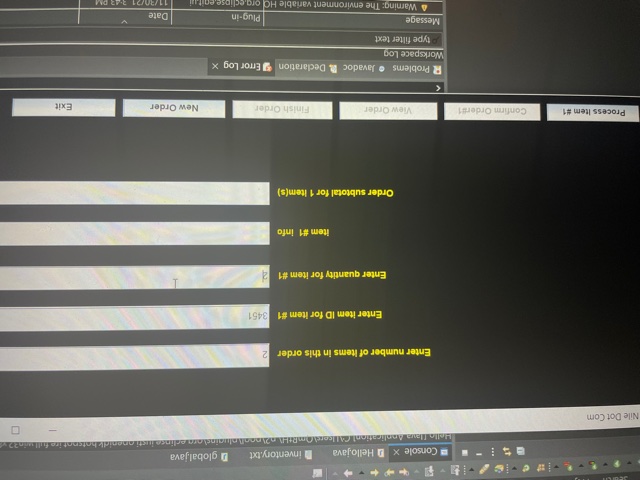 Console
Hello.java
inventory.txt
global.java
Hello [Java Application] C:\Users\OmRtH\.p2\pool\plugins\org.eclipse.justj.openjdk.hotspot.jre.full.win32
Nile Dot Com
Enter number of items in this order 2
Enter item ID for item #1 3451
Enter quantity for item #1 2
item #1 info
Order subtotal for 1 item(s)
Process Item #1 Confirm Order#1 View Order Finish Order New Order Exit
Problems Javadoc Declaration Error Log
Workspace Log
type filter text
Message Plug-in Date
Warning: The environment variable HO org.eclipse.egit.ui 11/30/21, 3:43 PM